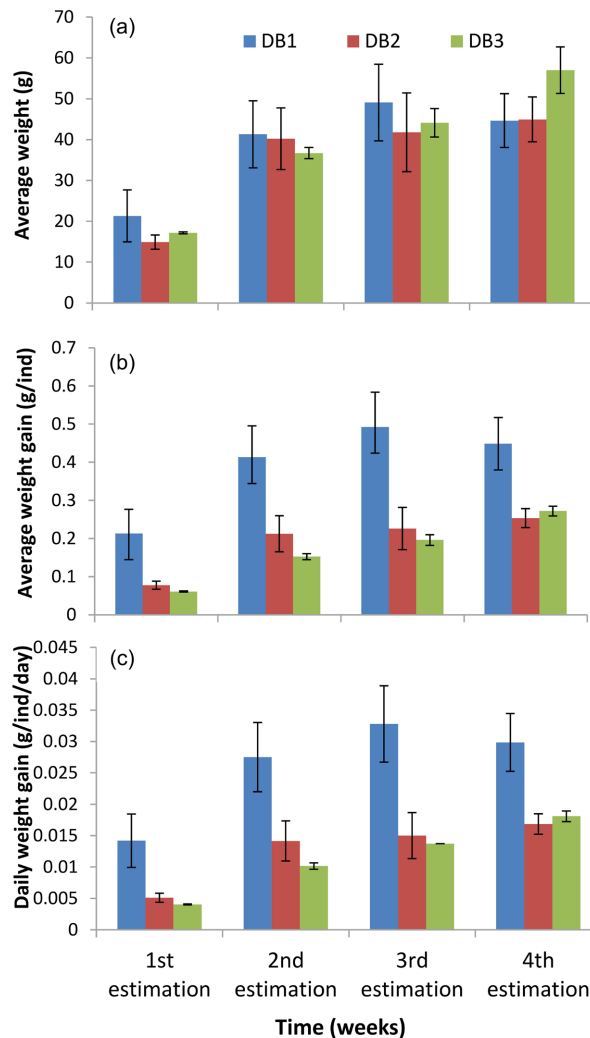 (a)
DB1 DB2 DB3
Average weight (g)
70
60
50
40
30
20
10
0
(b)
Average weight gain (g/ind)
0.7
0.6
0.5
0.4
0.3
0.2
0.1
0
(c)
Daily weight gain (g/ind/day)
0.045
0.04
0.035
0.03
0.025
0.02
0.015
0.01
0.005
0
1st estimation
2nd estimation
3rd estimation
4th estimation
Time (weeks)